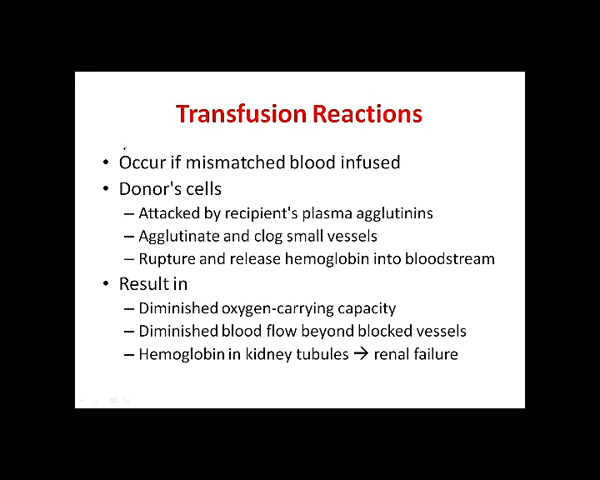 Transfusion Reactions
• Occur if mismatched blood infused
• Donor's cells
– Attacked by recipient's plasma agglutinins
– Agglutinate and clog small vessels
– Rupture and release hemoglobin into bloodstream
• Result in
– Diminished oxygen-carrying capacity
– Diminished blood flow beyond blocked vessels
– Hemoglobin in kidney tubules → renal failure